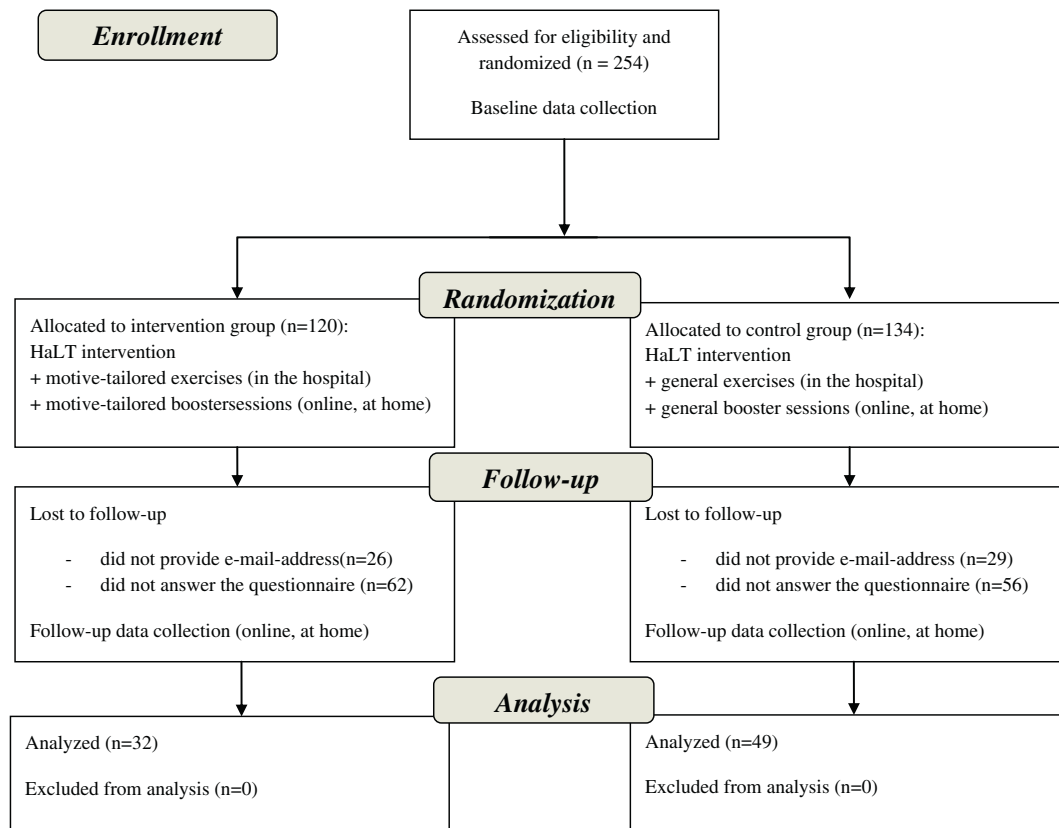 Enrollment
Assessed for eligibility and
randomized (n = 254)
Baseline data collection
Randomization
Allocated to intervention group (n=120):
HaLT intervention
+ motive-tailored exercises (in the hospital)
+ motive-tailored boostersessions (online, at home)
Allocated to control group (n=134):
HaLT intervention
+ general exercises (in the hospital)
+ general booster sessions (online, at home)
Follow-up
Lost to follow-up
- did not provide e-mail-address(n=26)
- did not answer the questionnaire (n=62)
Follow-up data collection (online, at home)
Lost to follow-up
- did not provide e-mail-address (n=29)
- did not answer the questionnaire (n=56)
Follow-up data collection (online, at home)
Analysis
Analyzed (n=32)
Excluded from analysis (n=0)
Analyzed (n=49)
Excluded from analysis (n=0)